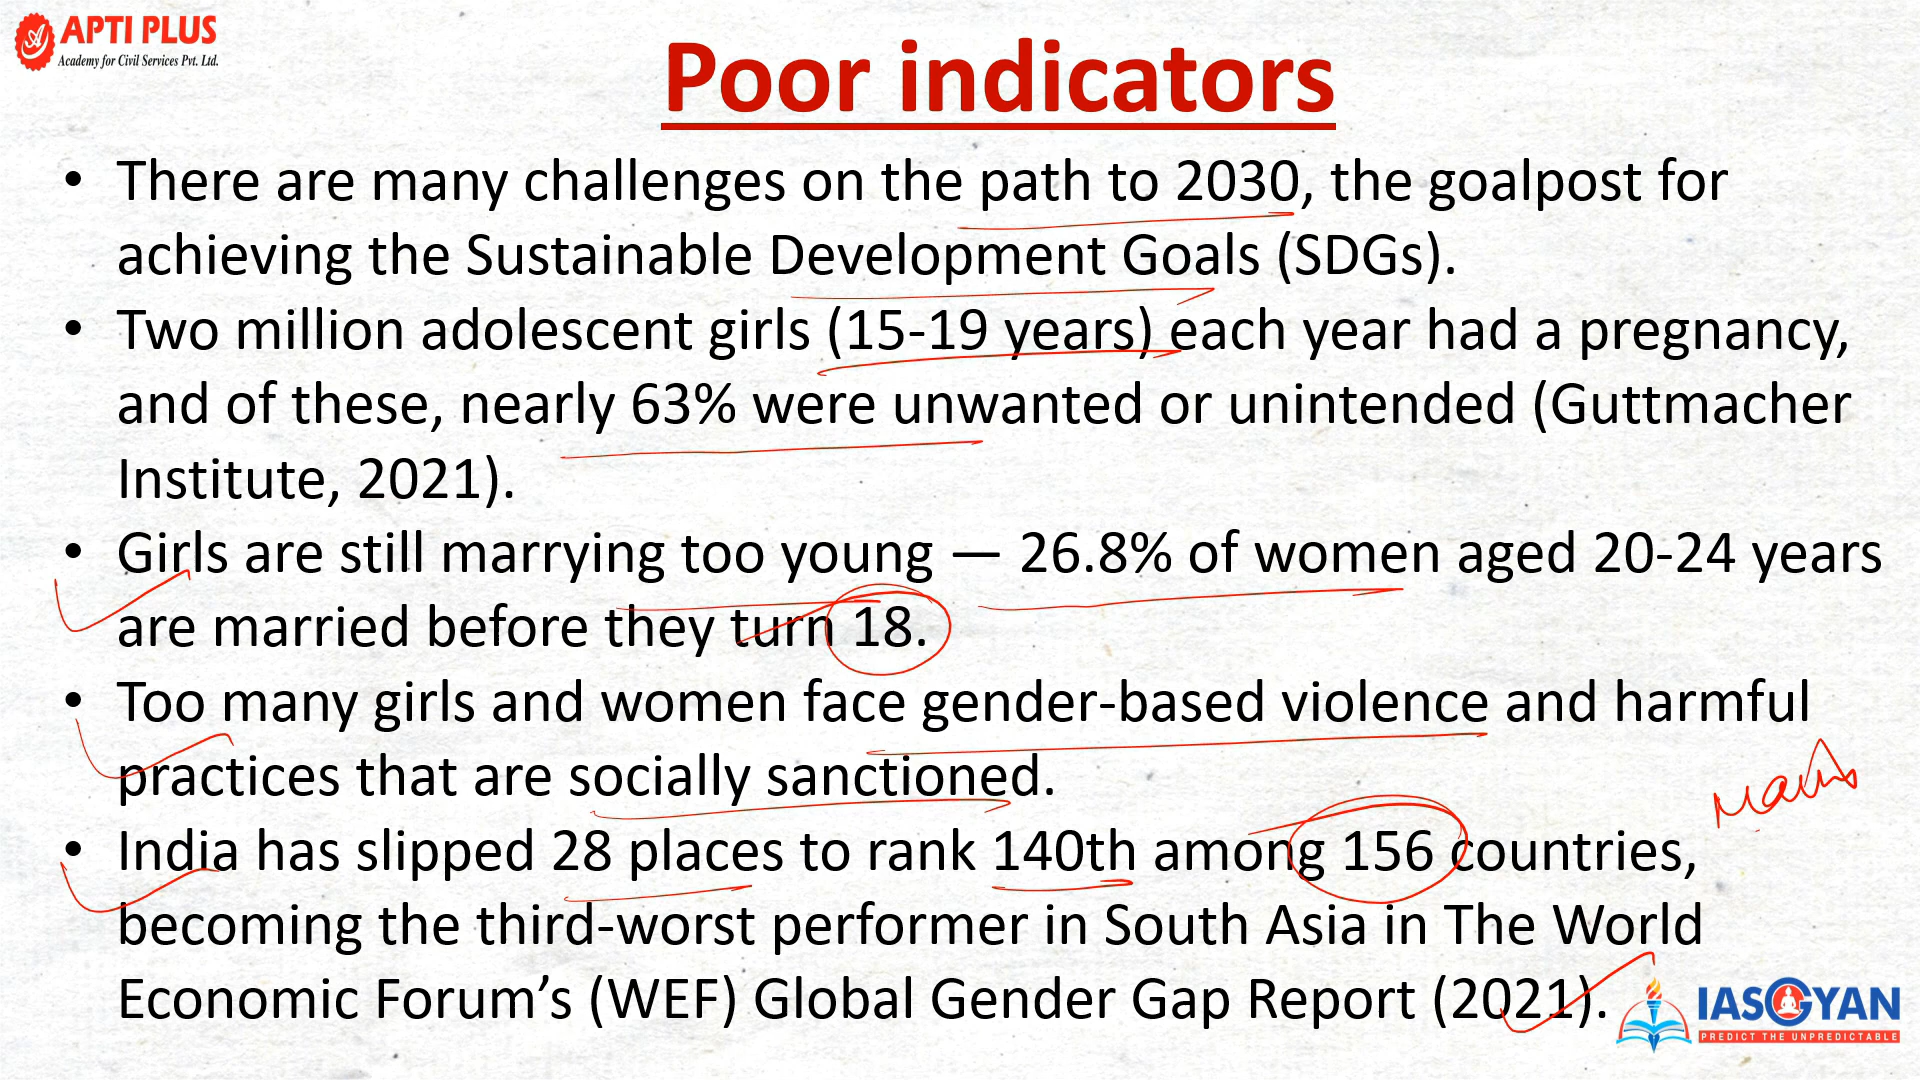 APTI PLUS
Academy for Civil Services Pvt. Ltd.
Poor indicators
• There are many challenges on the path to 2030, the goalpost for
achieving the Sustainable Development Goals (SDGs).
• Two million adolescent girls (15-19 years) each year had a pregnancy,
and of these, nearly 63% were unwanted or unintended (Guttmacher
Institute, 2021).
• Girls are still marrying too young — 26.8% of women aged 20-24 years
are married before they turn 18.
• Too many girls and women face gender-based violence and harmful
practices that are socially sanctioned.
• India has slipped 28 places to rank 140th among 156 countries,
becoming the third-worst performer in South Asia in The World
Economic Forum’s (WEF) Global Gender Gap Report (2021).
IASGYAN
PREDICT THE UNPREDICTABLE